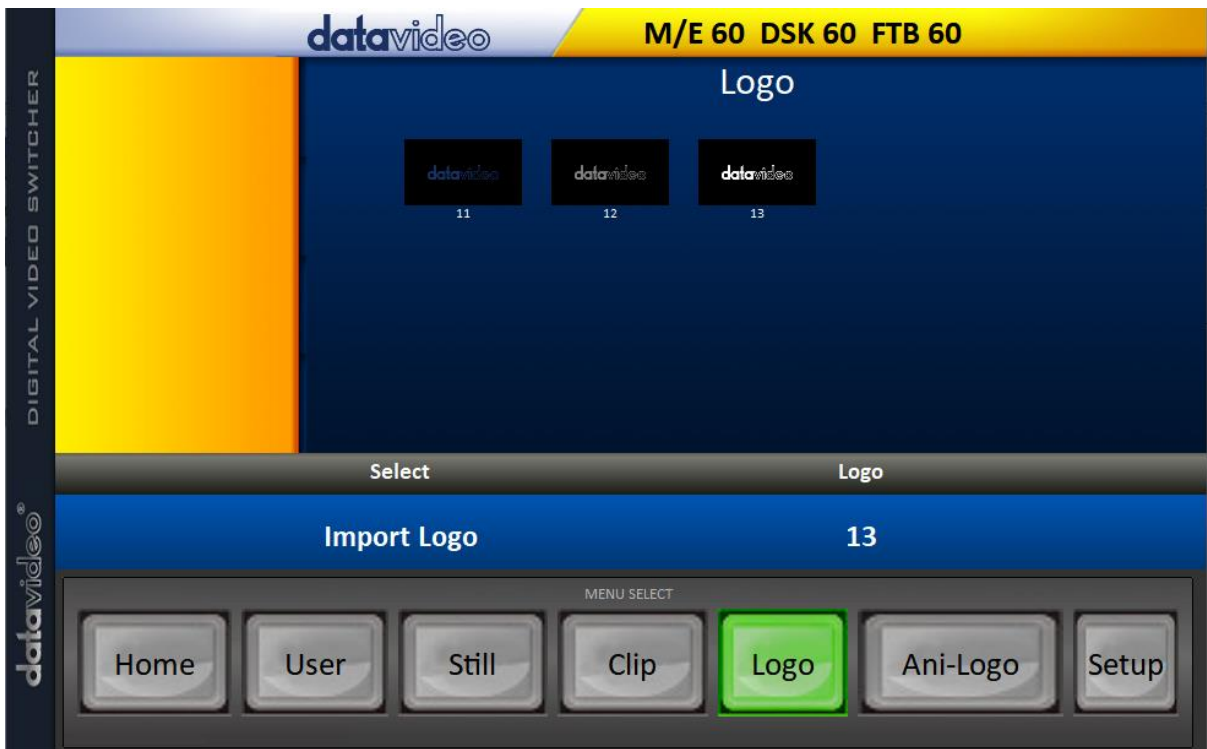 datavideo M/E 60 DSK 60 FTB 60
Logo
datavideo datavideo datavideo
11 12 13
Select Logo
Import Logo 13
MENU SELECT
Home User Still Clip Logo Ani-Logo Setup
DIGITAL VIDEO SWITCHER
datavideo®